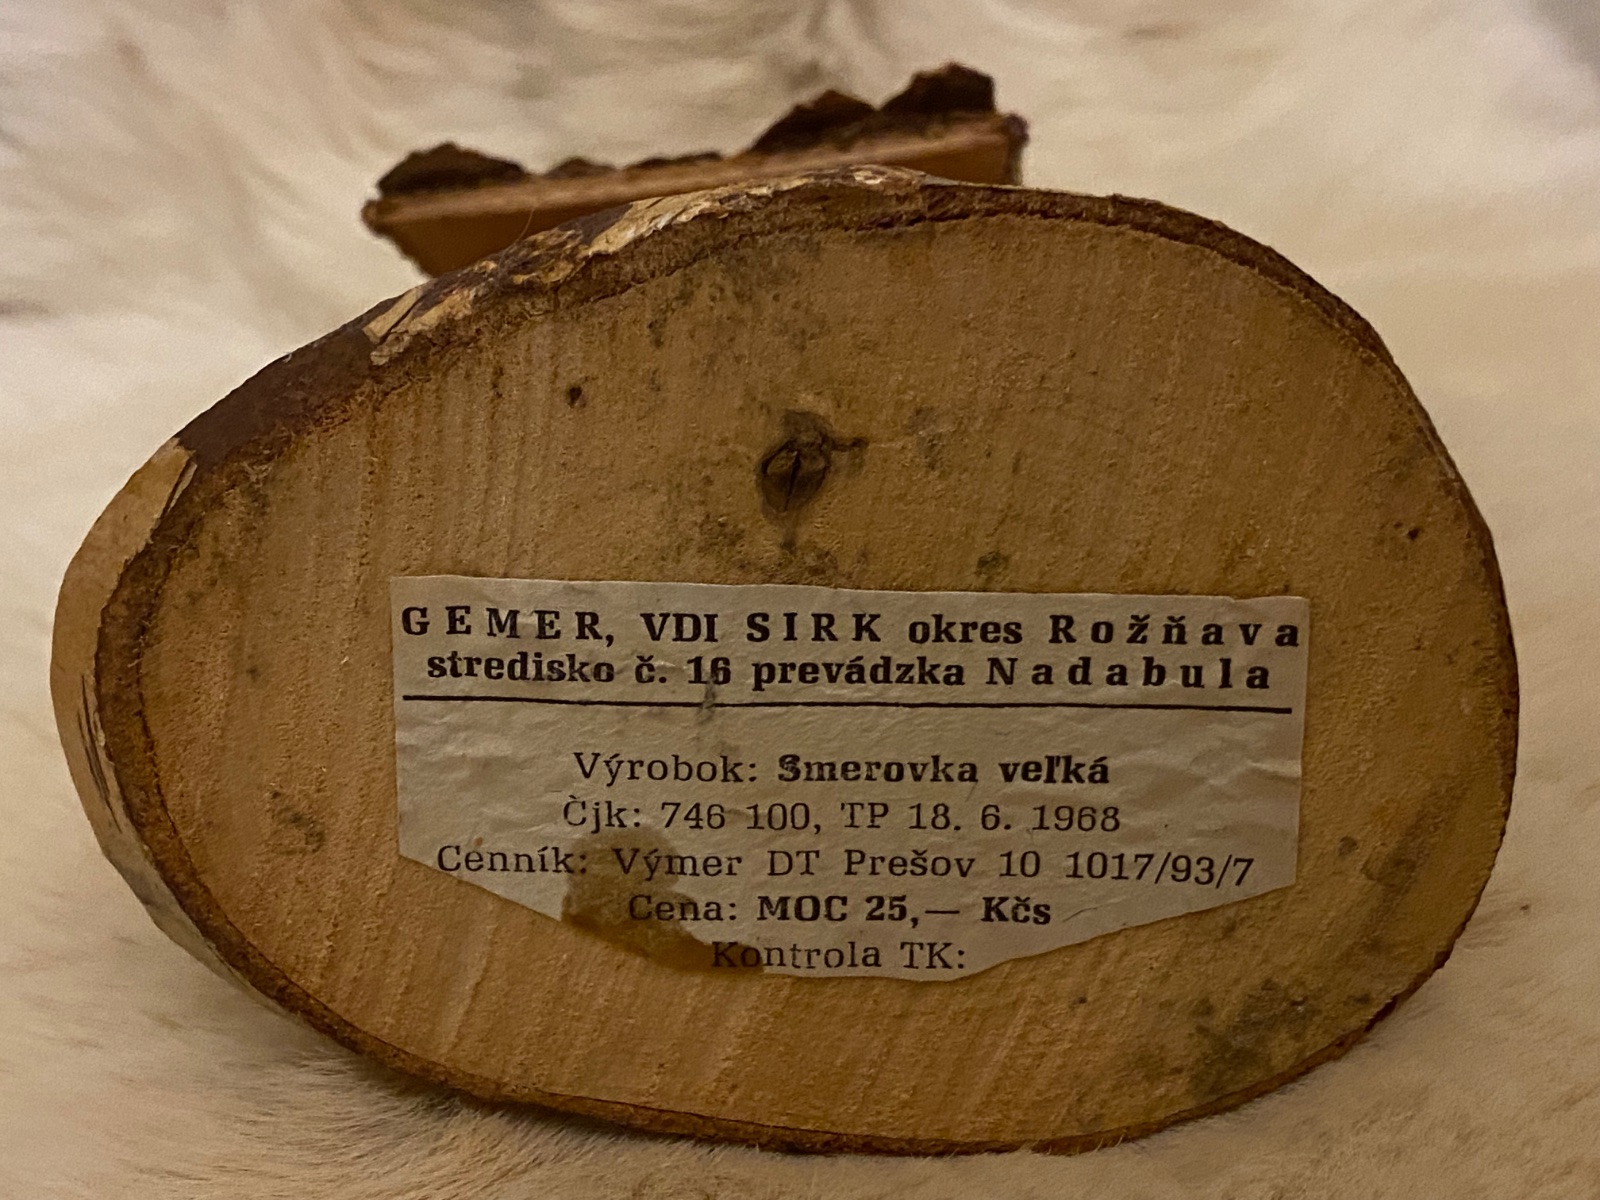 GEMER, VDI SIRK okres Rožňava
stredisko č. 16 prevádzka Nadabula
Výrobok: Smerovka veľká
Čjk: 746 100, TP 18. 6. 1968
Cenník: Výmer DT Prešov 10 1017/93/7
Cena: MOC 25,— Kčs
Kontrola TK: